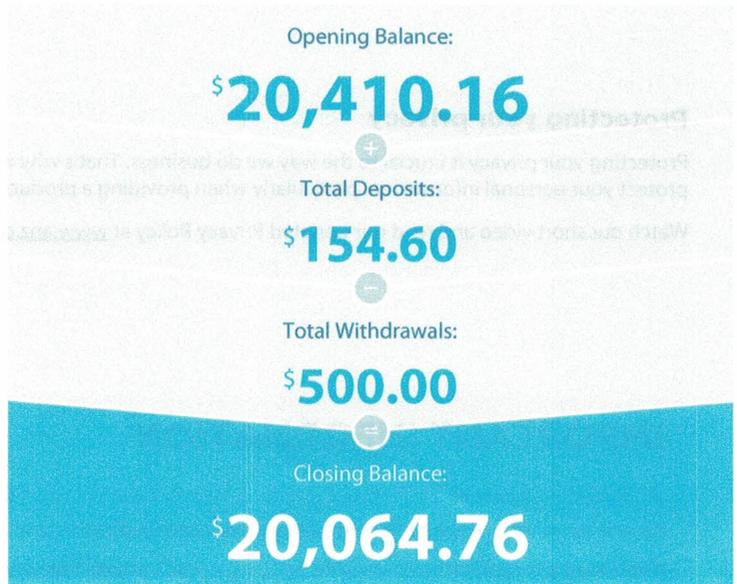 Opening Balance:
$20,410.16
+
Total Deposits:
$154.60
−
Total Withdrawals:
$500.00
=
Closing Balance:
$20,064.76